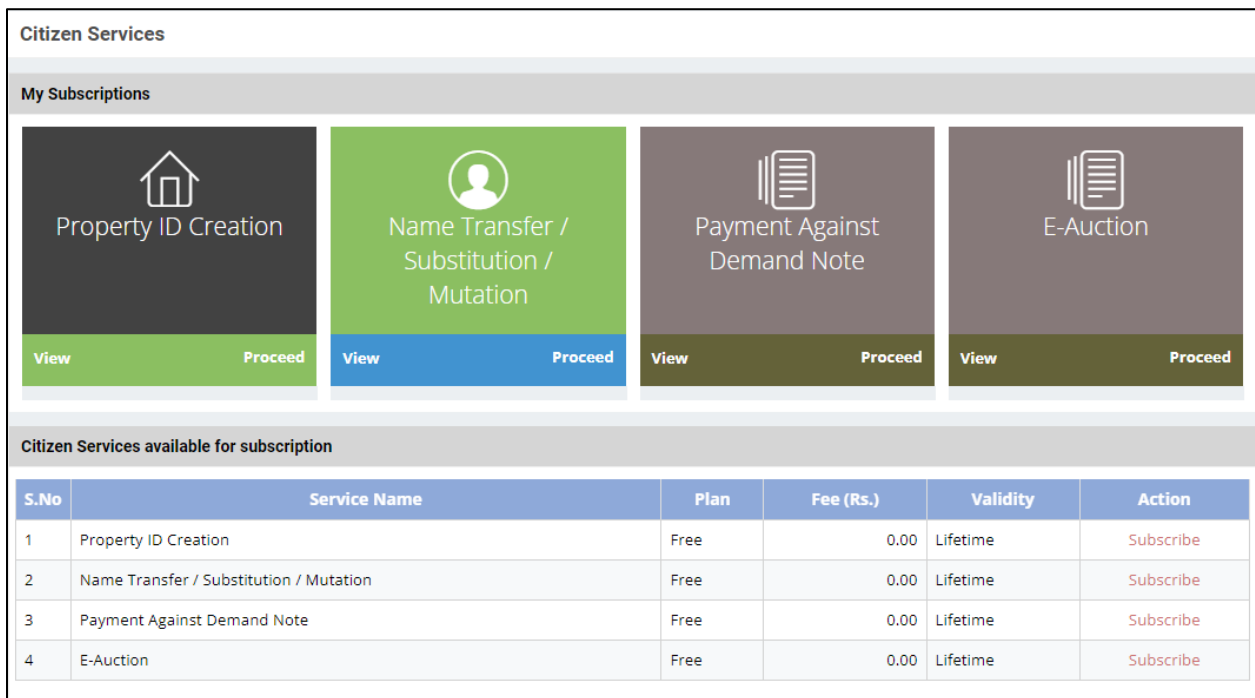 Citizen Services
My Subscriptions
Property ID Creation
View Proceed
Name Transfer /
Substitution /
Mutation
View Proceed
Payment Against
Demand Note
View Proceed
E-Auction
View Proceed
Citizen Services available for subscription
S.No Service Name Plan Fee (Rs.) Validity Action
1 Property ID Creation Free 0.00 Lifetime Subscribe
2 Name Transfer / Substitution / Mutation Free 0.00 Lifetime Subscribe
3 Payment Against Demand Note Free 0.00 Lifetime Subscribe
4 E-Auction Free 0.00 Lifetime Subscribe